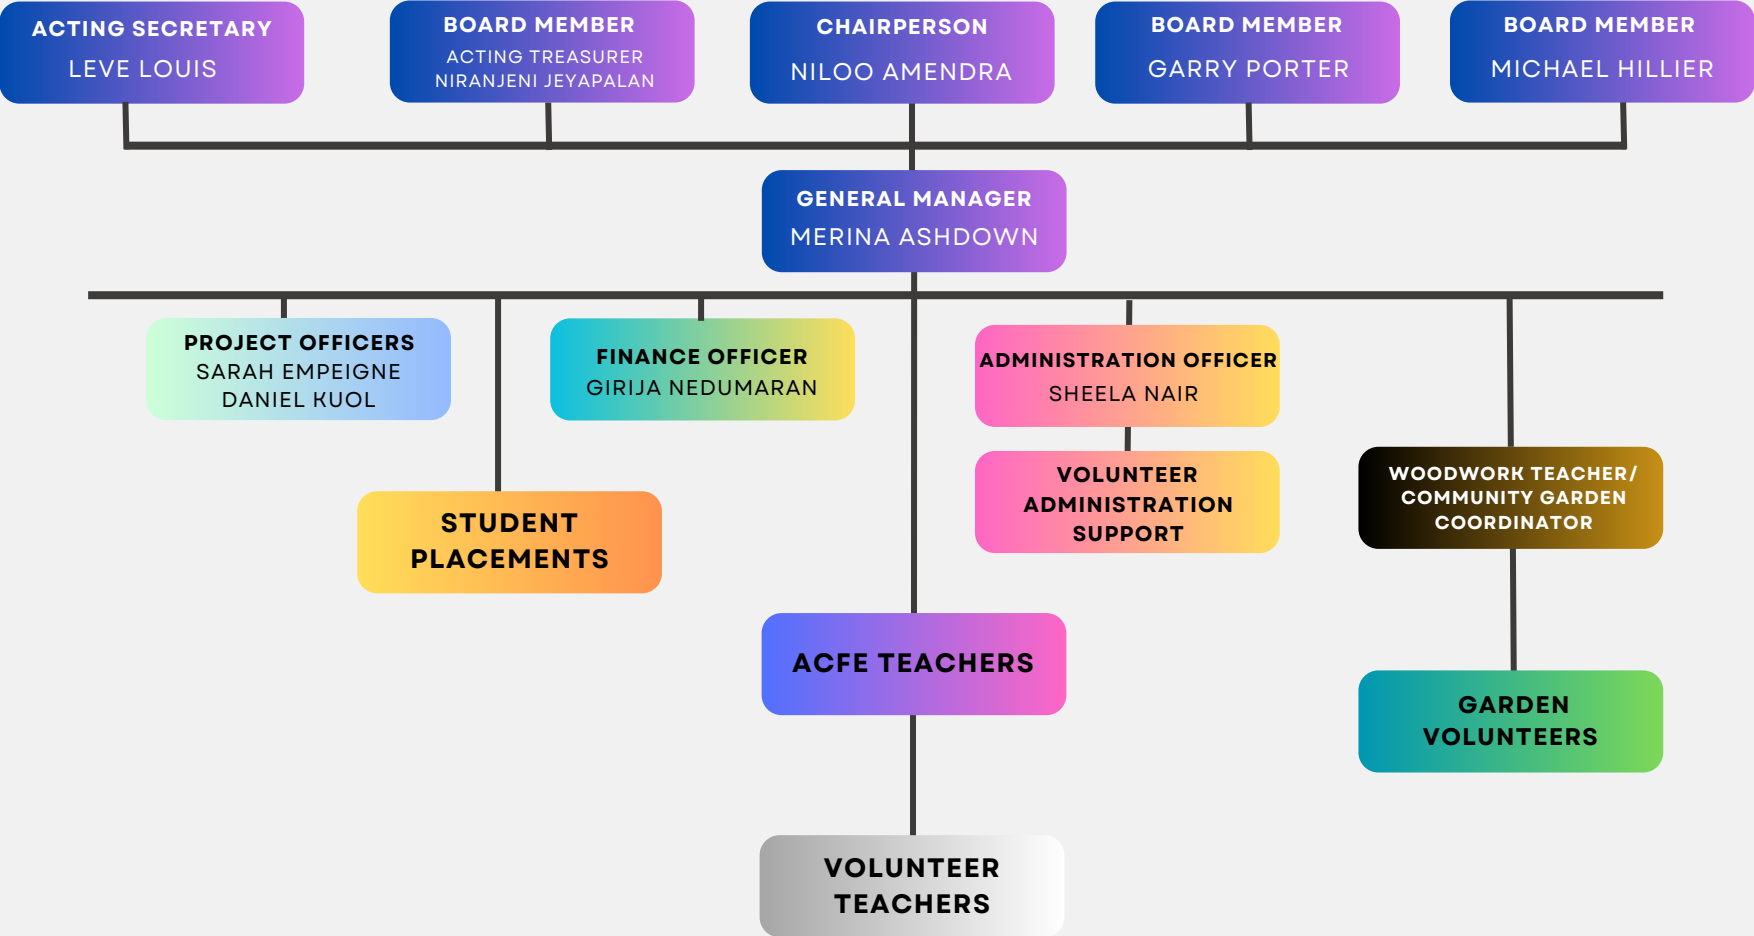 ACTING SECRETARY
LEVE LOUIS
BOARD MEMBER
ACTING TREASURER
NIRANJENI JEYAPALAN
CHAIRPERSON
NILOO AMENDRA
BOARD MEMBER
GARRY PORTER
BOARD MEMBER
MICHAEL HILLIER
GENERAL MANAGER
MERINA ASHDOWN
PROJECT OFFICERS
SARAH EMPEIGNE
DANIEL KUOL
FINANCE OFFICER
GIRIJA NEDUMARAN
ADMINISTRATION OFFICER
SHEELA NAIR
VOLUNTEER
ADMINISTRATION
SUPPORT
WOODWORK TEACHER/
COMMUNITY GARDEN
COORDINATOR
STUDENT
PLACEMENTS
ACFE TEACHERS
GARDEN
VOLUNTEERS
VOLUNTEER
TEACHERS